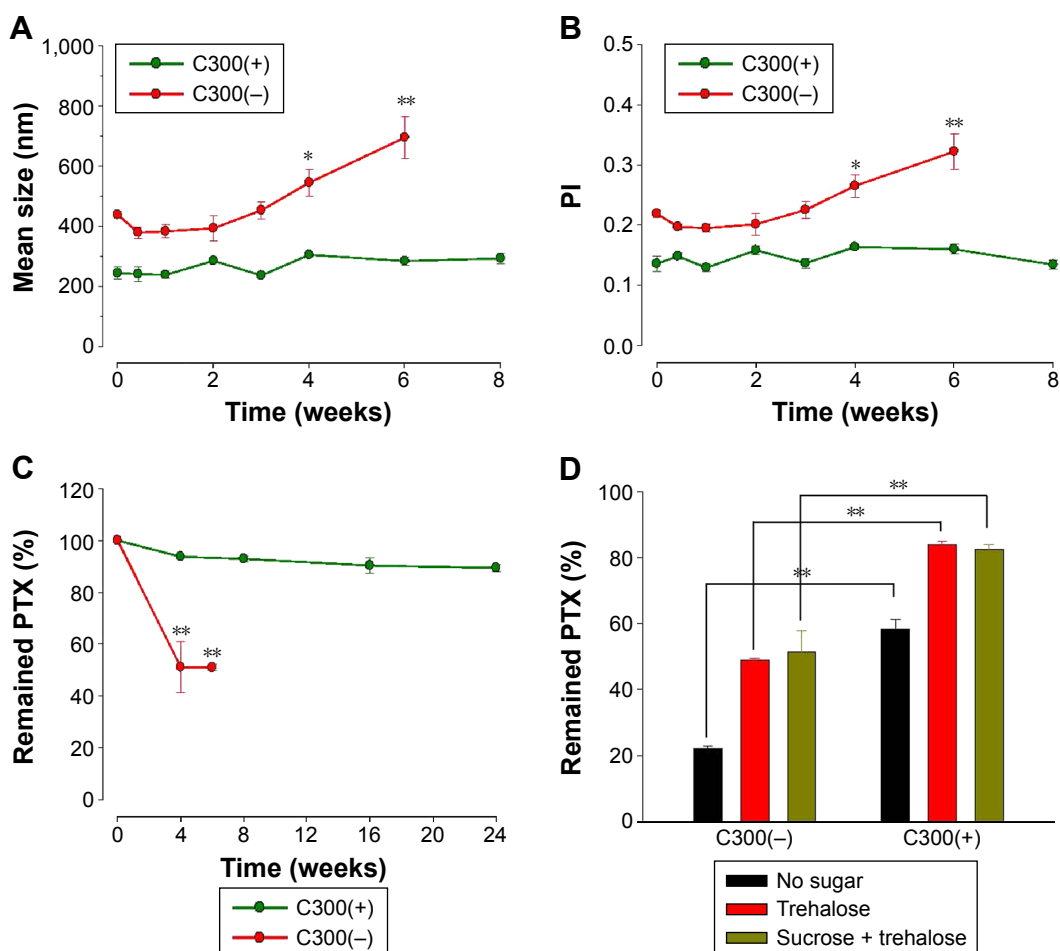 A
1,000
800
600
400
200
0
Mean size (nm)
C300(+)
C300(–)
*
**
0 2 4 6 8
Time (weeks)
B
0.5
0.4
0.3
0.2
0.1
0.0
PI
C300(+)
C300(–)
*
**
0 2 4 6 8
Time (weeks)
C
120
100
80
60
40
20
0
Remained PTX (%)
**
**
0 4 8 12 16 20 24
Time (weeks)
C300(+)
C300(–)
D
100
80
60
40
20
0
Remained PTX (%)
**
**
**
C300(–) C300(+)
No sugar
Trehalose
Sucrose + trehalose